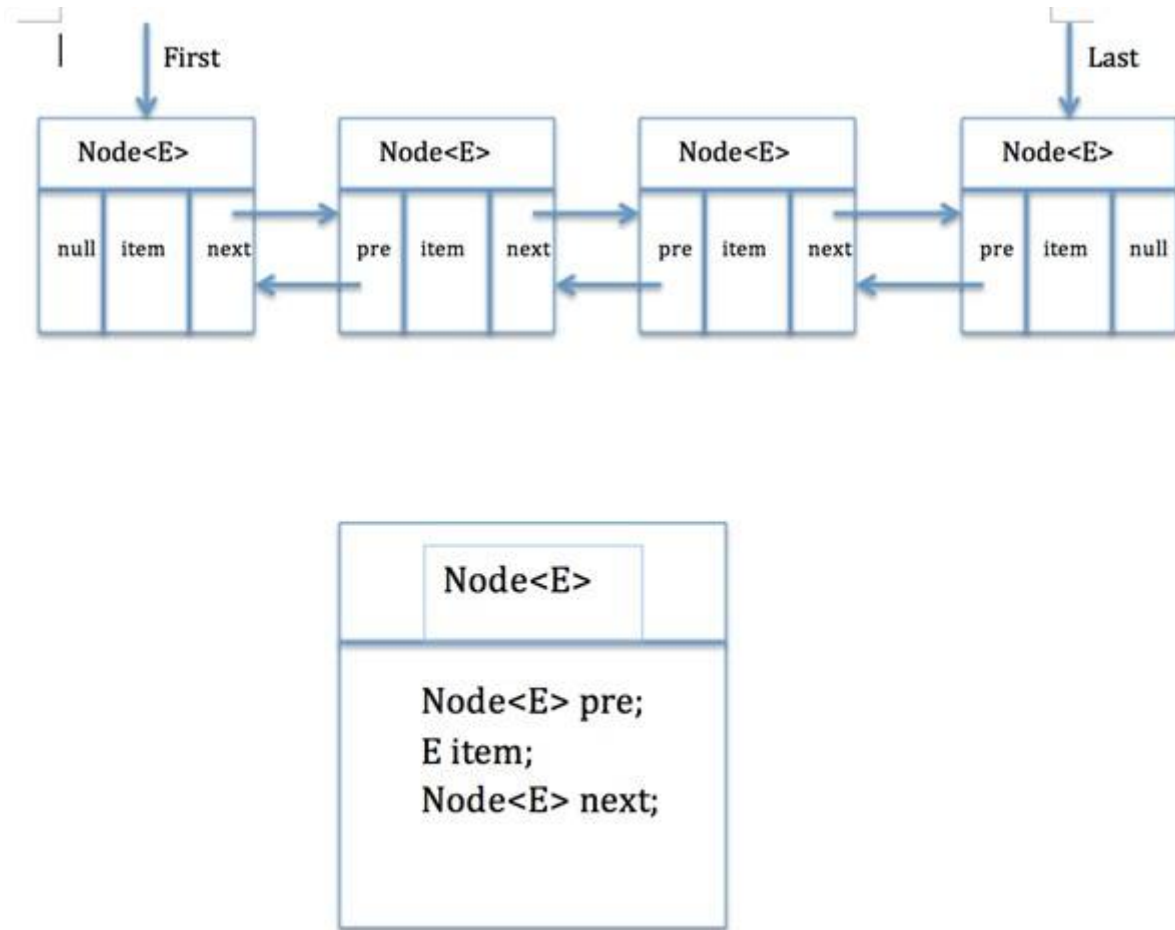 First Last
Node<E> Node<E> Node<E> Node<E>
null item next pre item next pre item next pre item null
Node<E>
Node<E> pre;
E item;
Node<E> next;